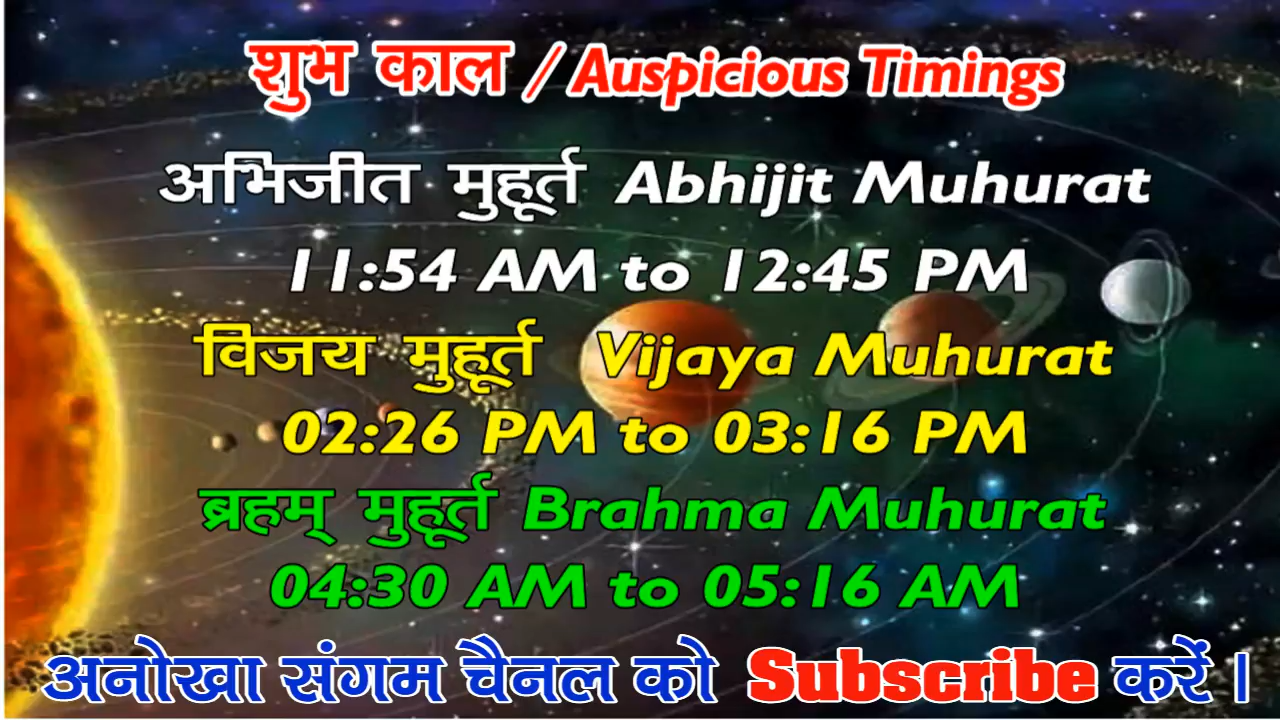 शुभ काल / Auspicious Timings
अभिजीत मुहूर्त Abhijit Muhurat
11:54 AM to 12:45 PM
विजय मुहूर्त Vijaya Muhurat
02:26 PM to 03:16 PM
ब्रहम् मुहूर्त Brahma Muhurat
04:30 AM to 05:16 AM
अनोखा संगम चैनल को Subscribe करें ।